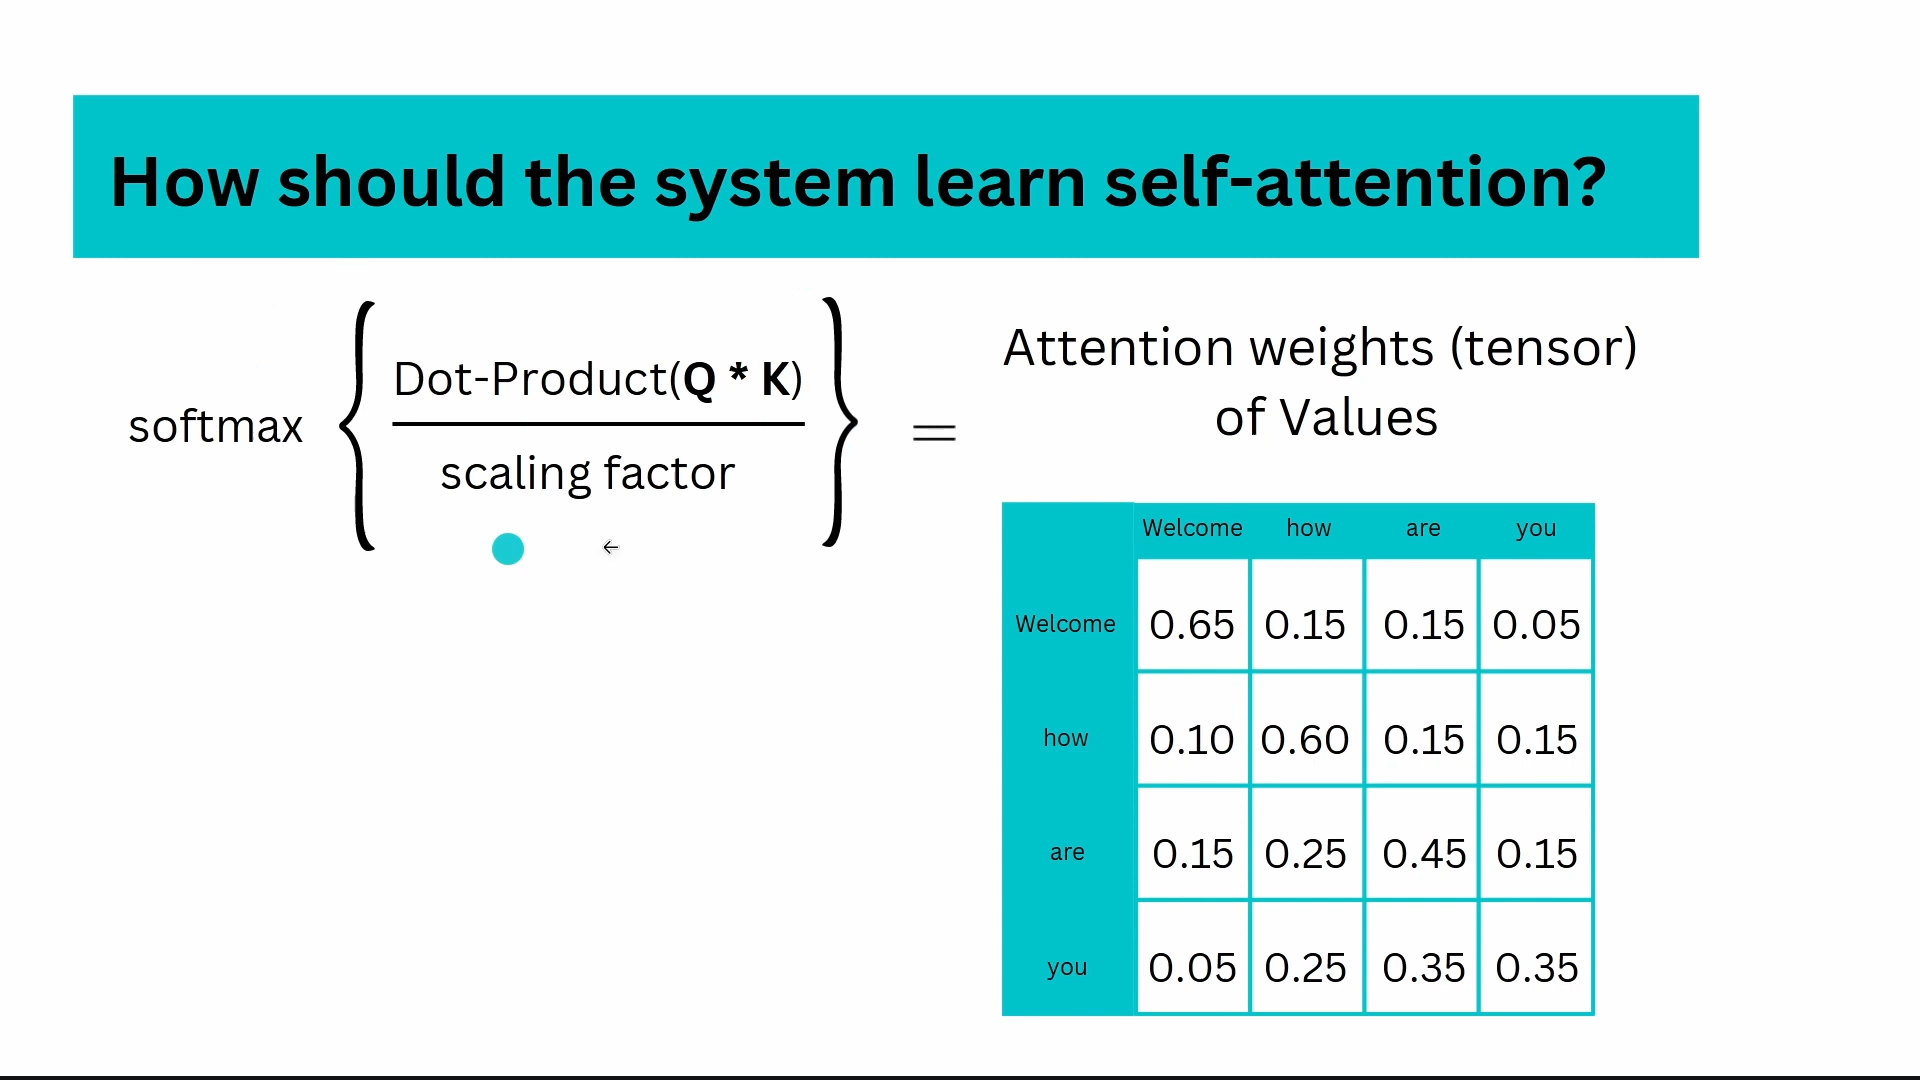 How should the system learn self-attention?
softmax { Dot-Product(Q * K) / scaling factor } = Attention weights (tensor)
of Values
Welcome how are you
Welcome 0.65 0.15 0.15 0.05
how 0.10 0.60 0.15 0.15
are 0.15 0.25 0.45 0.15
you 0.05 0.25 0.35 0.35